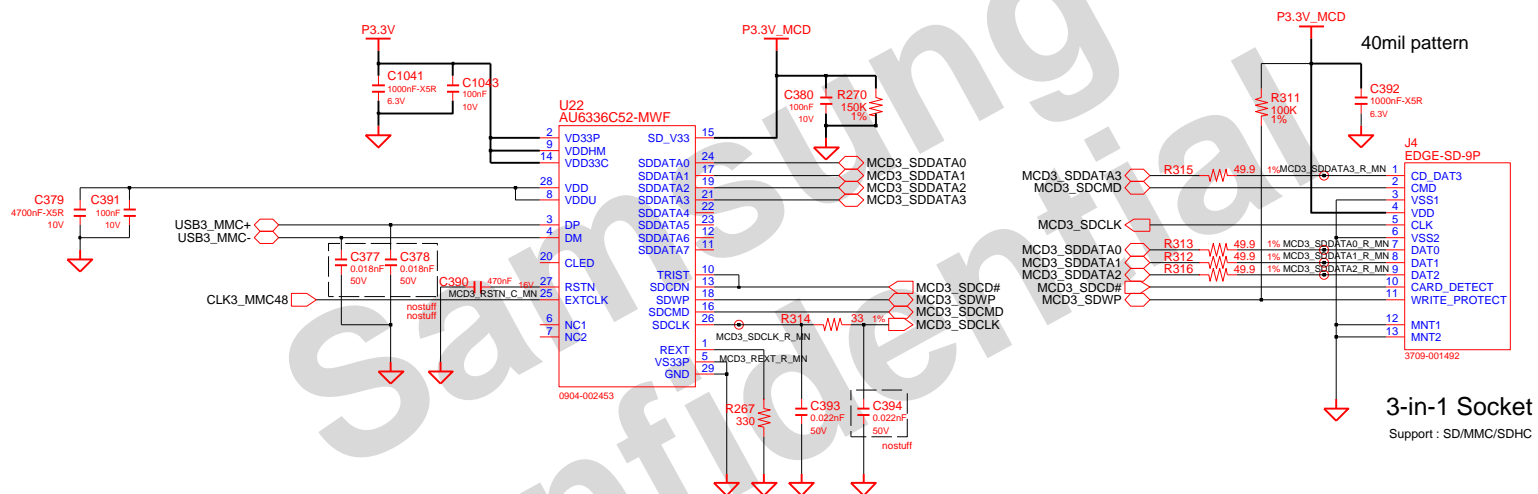 P3.3V
P3.3V_MCD
P3.3V_MCD
40mil pattern
C1041
1000nF-X5R
6.3V
C1043
100nF
10V
C380
100nF
10V
R270
150K
1%
R311
100K
1%
C392
1000nF-X5R
6.3V
U22
AU6336C52-MWF
2 VD33P
9 VDDHM
14 VDD33C
28 VDD
8 VDDU
3 DP
4 DM
20 CLED
27 RSTN
25 EXTCLK
6 NC1
7 NC2
SD_V33 15
SDDATA0 24
SDDATA1 17
SDDATA2 19
SDDATA3 21
SDDATA4 22
SDDATA5 23
SDDATA6 12
SDDATA7 11
TRIST 10
SDCDN 13
SDWP 18
SDCMD 16
SDCLK 26
REXT 1
VS33P 5
GND 29
0904-002453
C379
4700nF-X5R
10V
C391
100nF
10V
USB3_MMC+
USB3_MMC-
C377
0.018nF
50V
C378
0.018nF
50V
nostuff
nostuff
C390
470nF
16V
MCD3_RSTN_C_MN
CLK3_MMC48
MCD3_SDDATA0
MCD3_SDDATA1
MCD3_SDDATA2
MCD3_SDDATA3
MCD3_SDCD#
MCD3_SDWP
MCD3_SDCMD
MCD3_SDCLK
R314
33
1%
MCD3_SDCLK_R_MN
MCD3_REXT_R_MN
R267
330
C393
0.022nF
50V
C394
0.022nF
50V
nostuff
J4
EDGE-SD-9P
MCD3_SDDATA3 R315 49.9 1% MCD3_SDDATA3_R_MN
MCD3_SDCMD
MCD3_SDCLK
MCD3_SDDATA0 R313 49.9 1% MCD3_SDDATA0_R_MN
MCD3_SDDATA1 R312 49.9 1% MCD3_SDDATA1_R_MN
MCD3_SDDATA2 R316 49.9 1% MCD3_SDDATA2_R_MN
MCD3_SDCD#
MCD3_SDWP
1 CD_DAT3
2 CMD
3 VSS1
4 VDD
5 CLK
6 VSS2
7 DAT0
8 DAT1
9 DAT2
10 CARD_DETECT
11 WRITE_PROTECT
12 MNT1
13 MNT2
3709-001492
3-in-1 Socket
Support : SD/MMC/SDHC
Samsung
Confidential